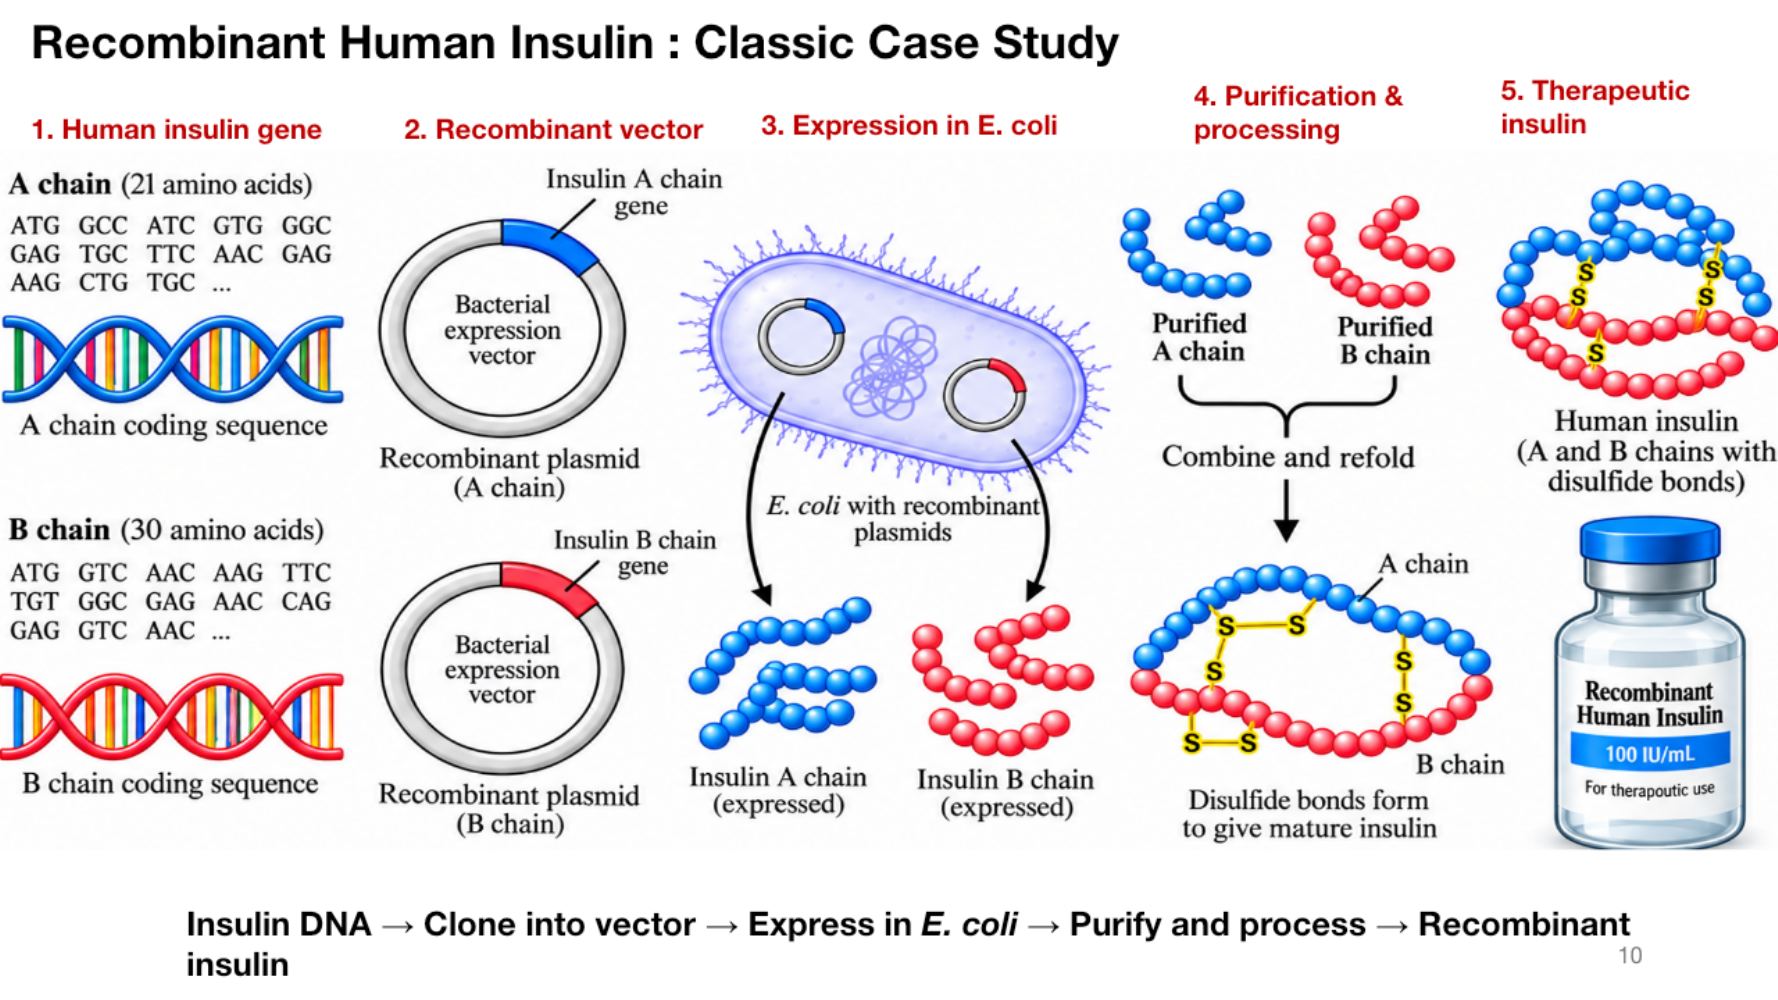 Recombinant Human Insulin : Classic Case Study
1. Human insulin gene
A chain (21 amino acids)
ATG GCC ATC GTG GGC
GAG TGC TTC AAC GAG
AAG CTG TGC ...
A chain coding sequence
B chain (30 amino acids)
ATG GTC AAC AAG TTC
TGT GGC GAG AAC CAG
GAG GTC AAC ...
B chain coding sequence
2. Recombinant vector
Insulin A chain
gene
Bacterial
expression
vector
Recombinant plasmid
(A chain)
Insulin B chain
gene
Bacterial
expression
vector
Recombinant plasmid
(B chain)
3. Expression in E. coli
E. coli with recombinant
plasmids
Insulin A chain
(expressed)
Insulin B chain
(expressed)
4. Purification &
processing
Purified
A chain
Purified
B chain
Combine and refold
A chain
S S
S
S
S
S S
B chain
Disulfide bonds form
to give mature insulin
5. Therapeutic
insulin
S
S
S
S
S
Human insulin
(A and B chains with
disulfide bonds)
Recombinant
Human Insulin
100 IU/mL
For therapoutic use
Insulin DNA → Clone into vector → Express in E. coli → Purify and process → Recombinant
insulin
10